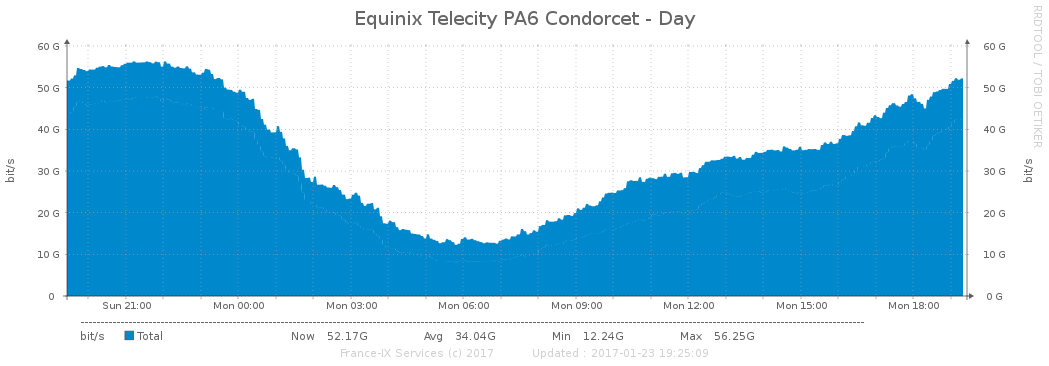 Equinix Telecity PA6 Condorcet - Day
RRDTOOL / TOBI OETIKER
bit/s
60 G 60 G
50 G 50 G
40 G 40 G
30 G 30 G
20 G 20 G
10 G 10 G
0 0 G
bit/s
Sun 21:00 Mon 00:00 Mon 03:00 Mon 06:00 Mon 09:00 Mon 12:00 Mon 15:00 Mon 18:00
bit/s Total Now 52.17G Avg 34.04G Min 12.24G Max 56.25G
France-IX Services (c) 2017 Updated : 2017-01-23 19:25:09